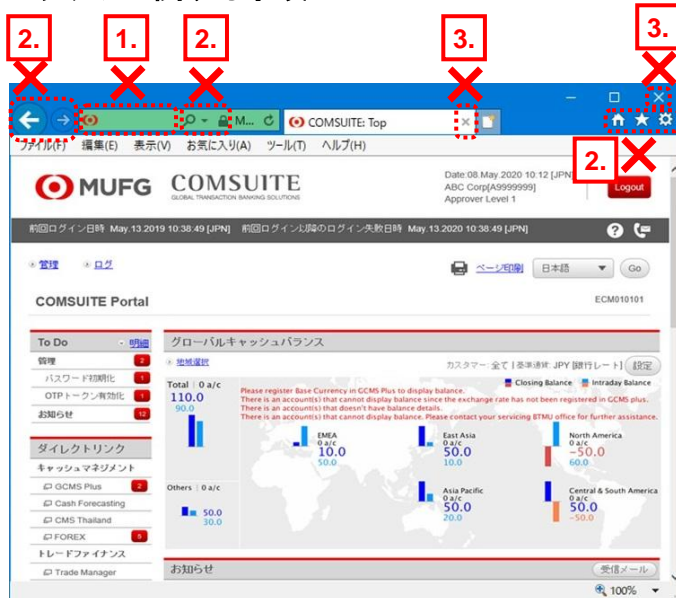 2.
1.
2.
3.
3.
M...
COMSUITE: Top
ファイル(F) 編集(E) 表示(V) お気に入り(A) ツール(T) ヘルプ(H)
2.
MUFG
COMSUITE
GLOBAL TRANSACTION BANKING SOLUTIONS
Date:08.May.2020 10:12 [JPN]
ABC Corp[A9999999]
Approver Level 1
Logout
前回ログイン日時 May.13.2019 10:38:49 [JPN] 前回ログイン以降のログイン失敗日時 May.13.2020 10:38:49 [JPN]
管理 ログ
ページ印刷 日本語 Go
COMSUITE Portal
ECM010101
To Do 明細
管理 2
パスワード初期化 1
OTPトークン有効化 1
お知らせ 12
ダイレクトリンク
キャッシュマネジメント
GCMS Plus 2
Cash Forecasting
CMS Thailand
FOREX 8
トレードファイナンス
Trade Manager
グローバルキャッシュバランス
地域選択
カスタマー: 全て | 基準通貨: JPY [銀行レート] 設定
Closing Balance Intraday Balance
Total | 0 a/c
110.0
90.0
Please register Base Currency in GCMS Plus to display balance.
There is an account(s) that cannot display balance since the exchange rate has not been registered in GCMS plus.
There is an account(s) that doesn't have balance details.
There is an account(s) that cannot display balance. Please contact your servicing BTMU office for further assistance.
EMEA
0 a/c
10.0
50.0
East Asia
0 a/c
50.0
10.0
North America
0 a/c
-50.0
60.0
Others | 0 a/c
50.0
30.0
Asia Pacific
0 a/c
50.0
20.0
Central & South America
0 a/c
50.0
-50.0
お知らせ
受信メール
100%